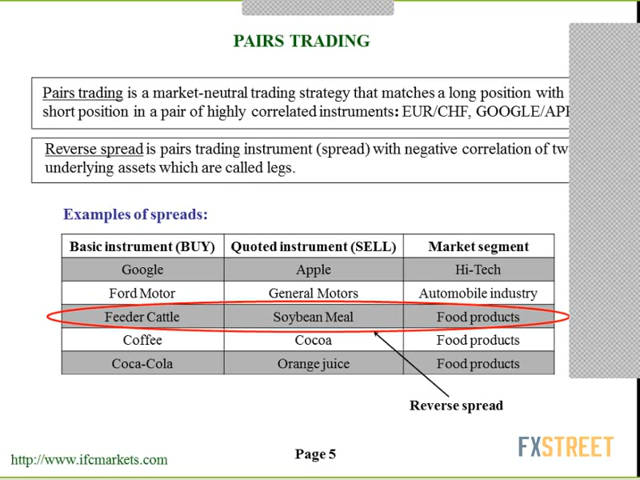 PAIRS TRADING
Pairs trading is a market-neutral trading strategy that matches a long position with
short position in a pair of highly correlated instruments: EUR/CHF, GOOGLE/APP
Reverse spread is pairs trading instrument (spread) with negative correlation of tw
underlying assets which are called legs.
Examples of spreads:
Basic instrument (BUY) Quoted instrument (SELL) Market segment
Google Apple Hi-Tech
Ford Motor General Motors Automobile industry
Feeder Cattle Soybean Meal Food products
Coffee Cocoa Food products
Coca-Cola Orange juice Food products
Reverse spread
http://www.ifcmarkets.com
Page 5
FXSTREET